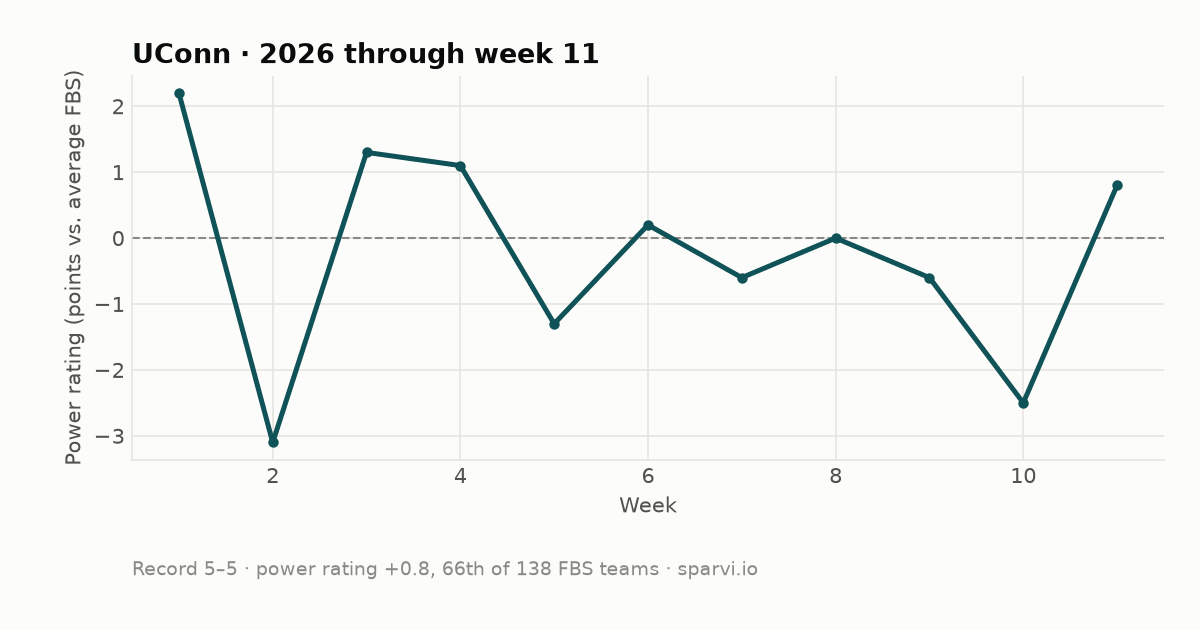 UConn · 2026 through week 11
Power rating (points vs. average FBS)
2
1
0
−1
−2
−3
2 4 6 8 10
Week
Record 5–5 · power rating +0.8, 66th of 138 FBS teams · sparvi.io